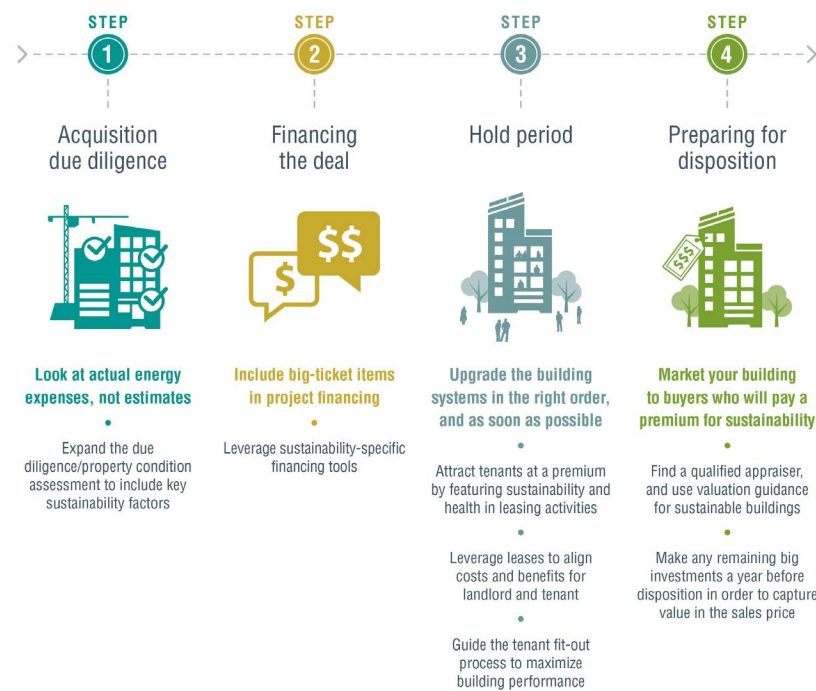 STEP
1
Acquisition
due diligence
Look at actual energy
expenses, not estimates
•
Expand the due
diligence/property condition
assessment to include key
sustainability factors
STEP
2
Financing
the deal
$
$$
Include big-ticket items
in project financing
•
Leverage sustainability-specific
financing tools
STEP
3
Hold period
Upgrade the building
systems in the right order,
and as soon as possible
•
Attract tenants at a premium
by featuring sustainability and
health in leasing activities
•
Leverage leases to align
costs and benefits for
landlord and tenant
•
Guide the tenant fit-out
process to maximize
building performance
STEP
4
Preparing for
disposition
$$$
Market your building
to buyers who will pay a
premium for sustainability
•
Find a qualified appraiser,
and use valuation guidance
for sustainable buildings
•
Make any remaining big
investments a year before
disposition in order to capture
value in the sales price